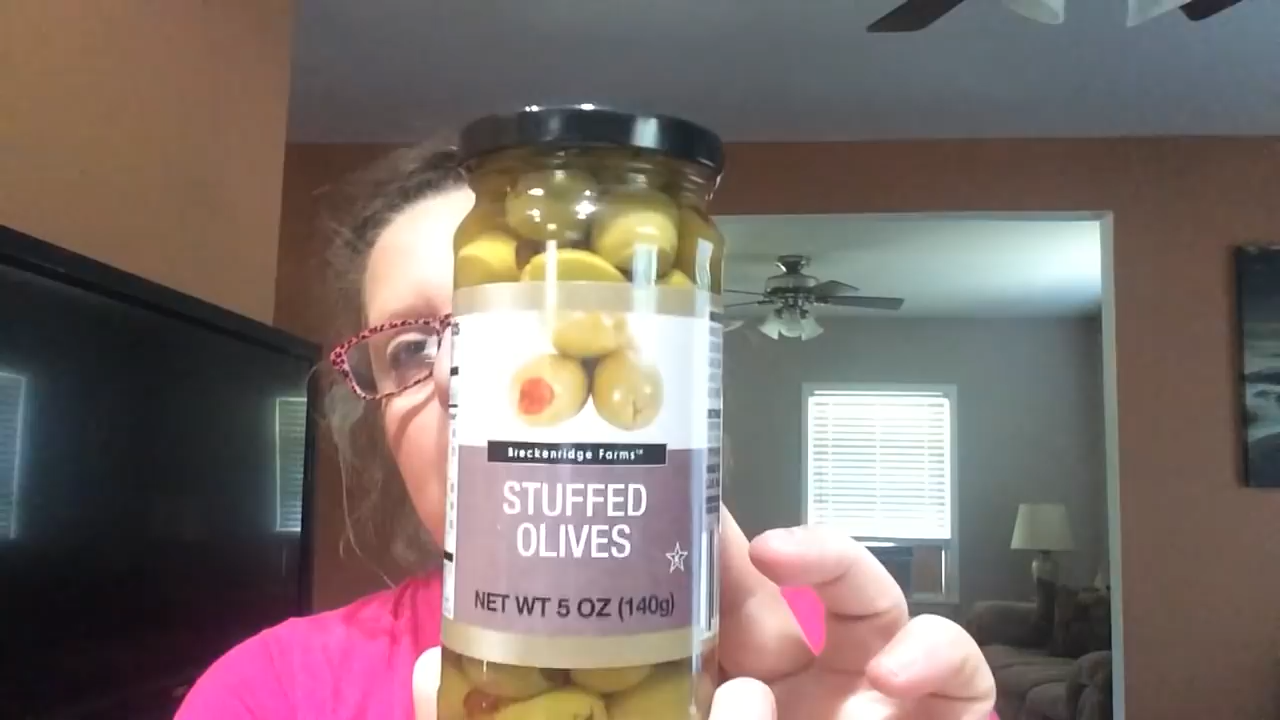 Breckenridge Farms™
STUFFED
OLIVES
K
NET WT 5 OZ (140g)